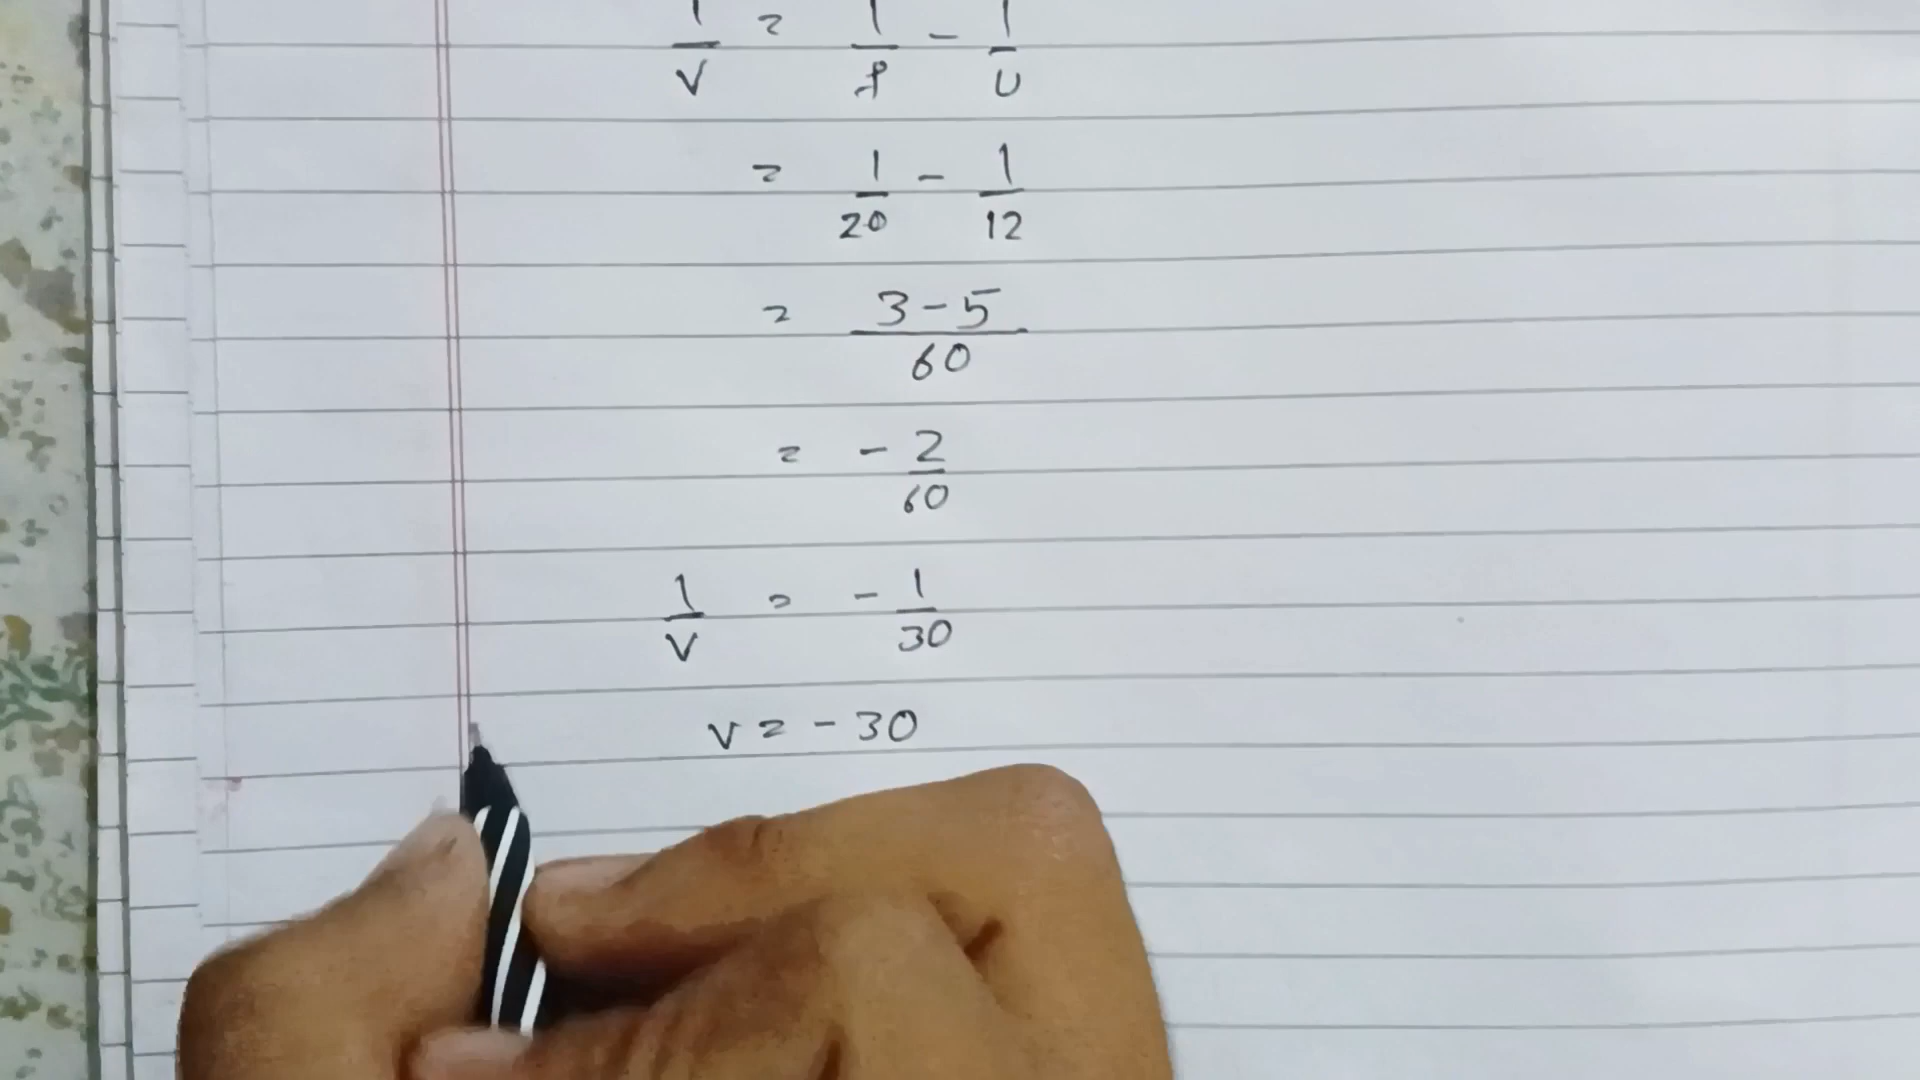 1/V = 1/f - 1/U
= 1/20 - 1/12
= 3-5/60
= - 2/60
1/V = - 1/30
V = - 30